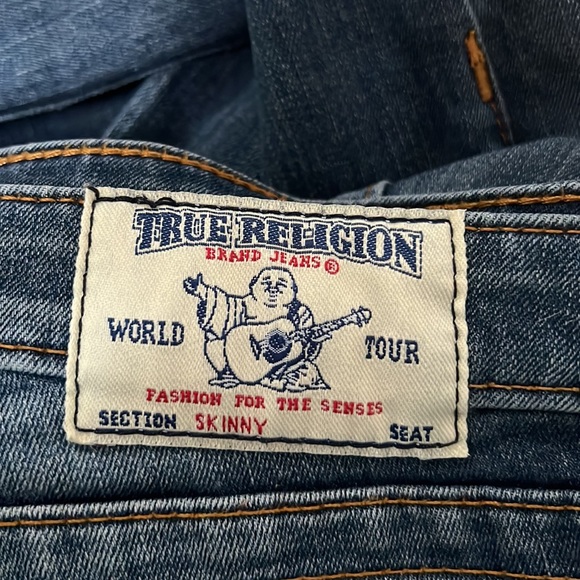 TRUE RELIGION
BRAND JEANS®
WORLD TOUR
FASHION FOR THE SENSES
SECTION SKINNY SEAT